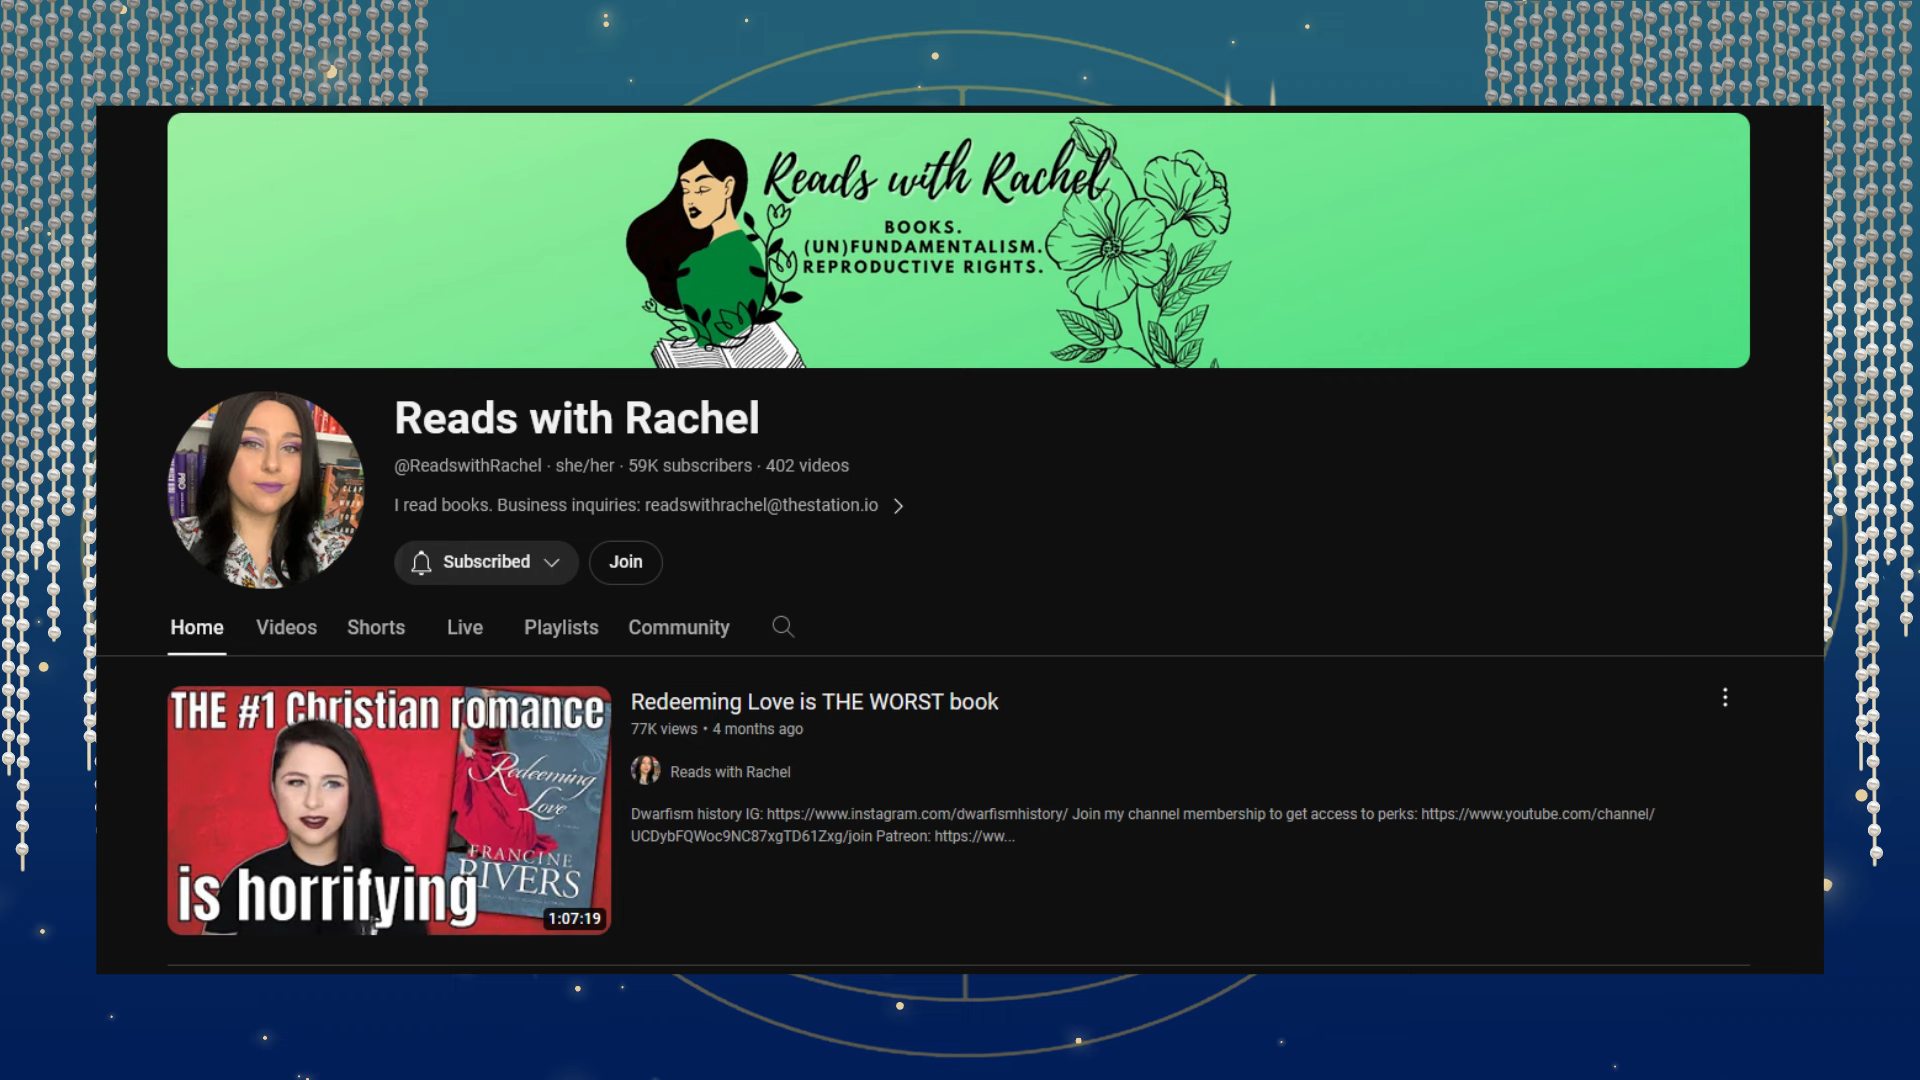 Reads with Rachel
BOOKS.
(UN)FUNDAMENTALISM.
REPRODUCTIVE RIGHTS.
Reads with Rachel
@ReadswithRachel · she/her · 59K subscribers · 402 videos
I read books. Business inquiries: readswithrachel@thestation.io
Subscribed
Join
Home Videos Shorts Live Playlists Community
THE #1 Christian romance
Redeeming
Love
FRANCINE
RIVERS
is horrifying
1:07:19
Redeeming Love is THE WORST book
77K views • 4 months ago
Reads with Rachel
Dwarfism history IG: https://www.instagram.com/dwarfismhistory/ Join my channel membership to get access to perks: https://www.youtube.com/channel/
UCDybFQWoc9NC87xgTD61Zxg/join Patreon: https://ww...